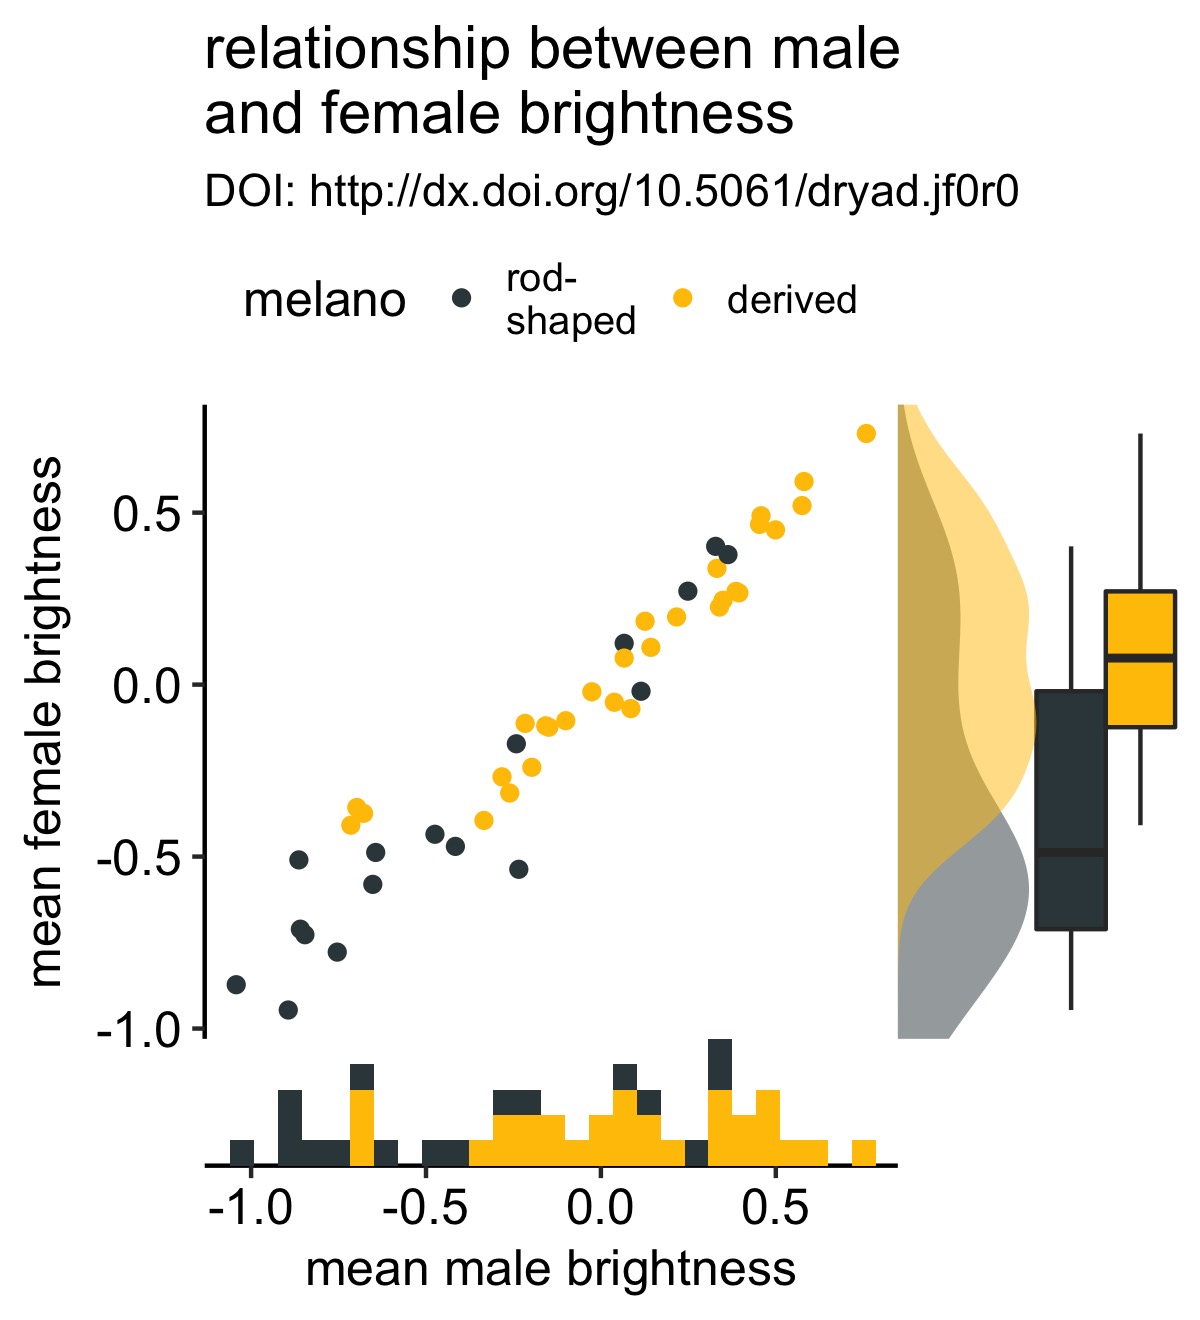 relationship between male
and female brightness
DOI: http://dx.doi.org/10.5061/dryad.jf0r0
melano
rod-
shaped
derived
mean female brightness
0.5
0.0
-0.5
-1.0
-1.0 -0.5 0.0 0.5
mean male brightness